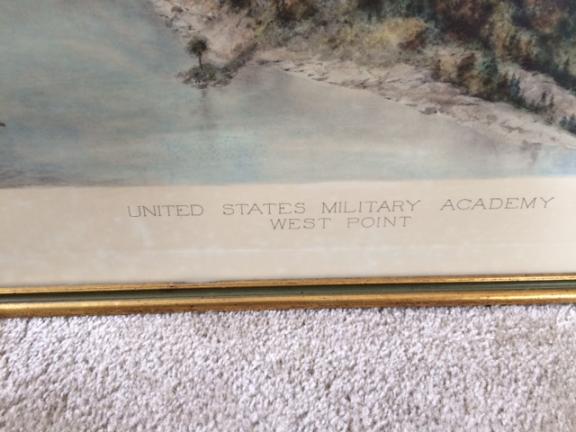 UNITED STATES MILITARY ACADEMY
WEST POINT